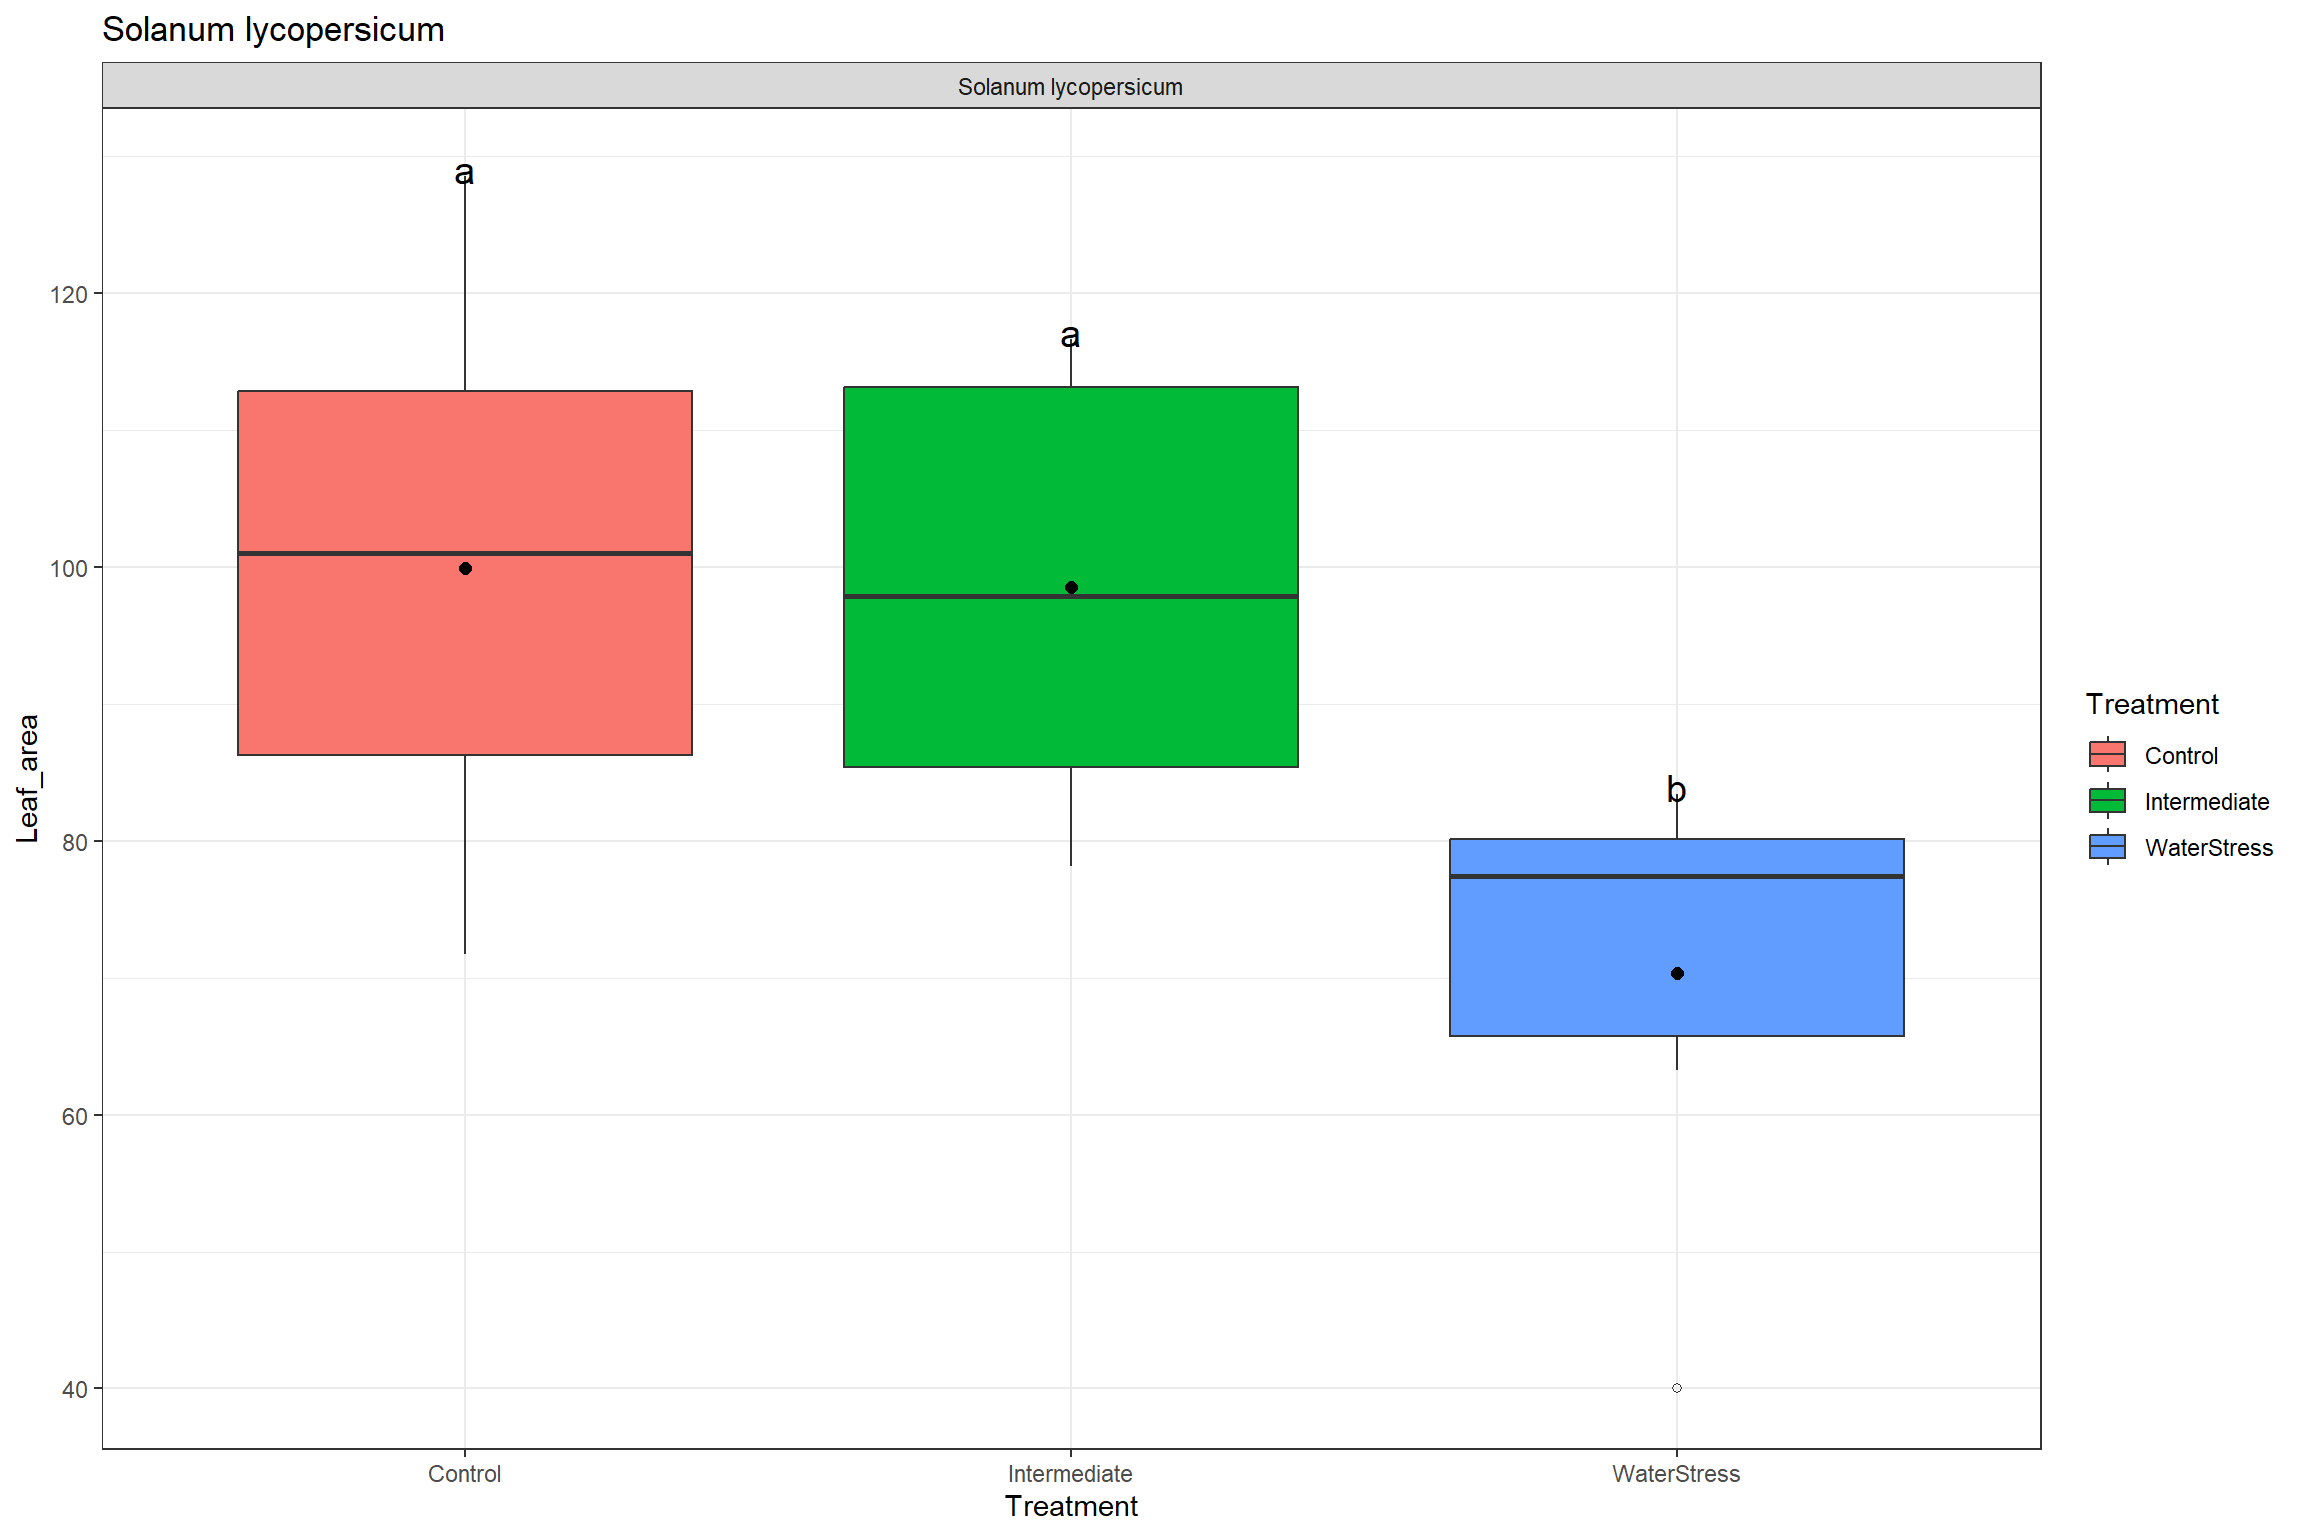 Solanum lycopersicum
Solanum lycopersicum
a
120
a
100
Treatment
Control
b
Intermediate
80
WaterStress
Leaf_area
60
40
Control Intermediate WaterStress
Treatment